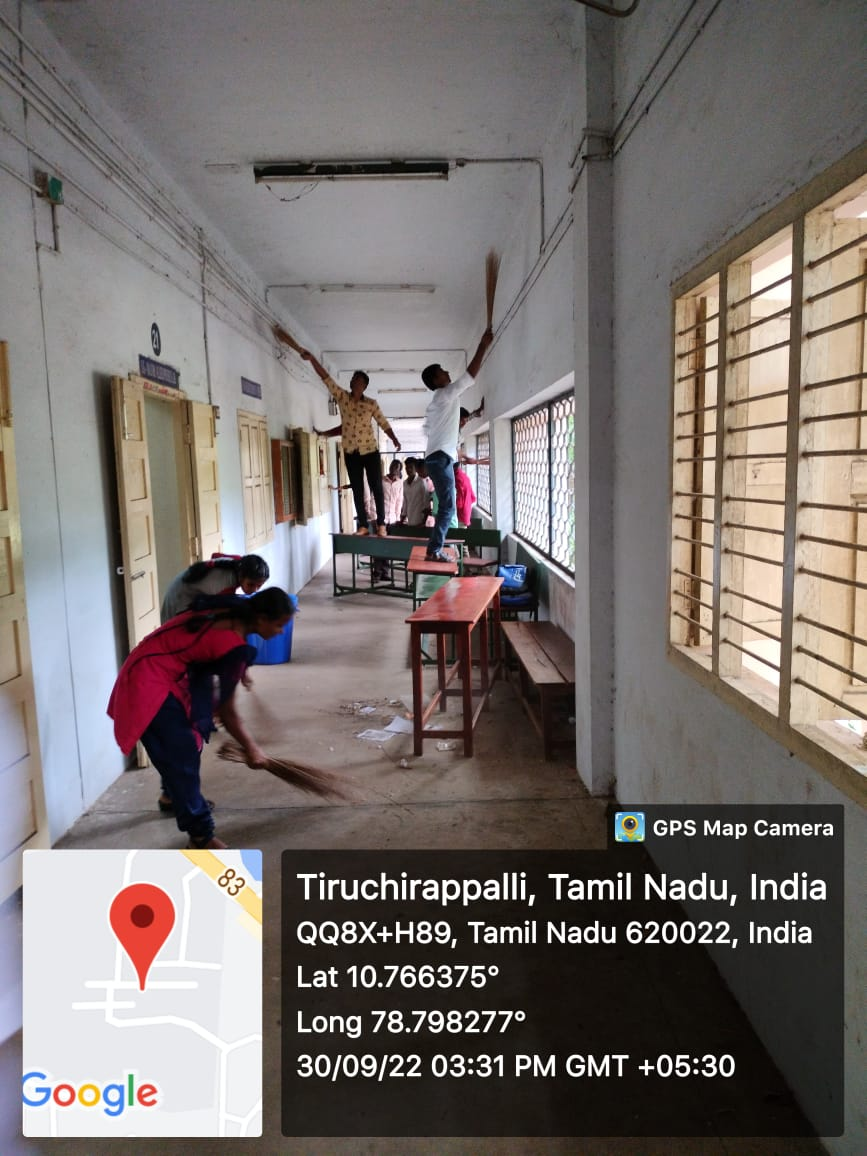 21
GPS Map Camera
83
Google
Tiruchirappalli, Tamil Nadu, India
QQ8X+H89, Tamil Nadu 620022, India
Lat 10.766375°
Long 78.798277°
30/09/22 03:31 PM GMT +05:30